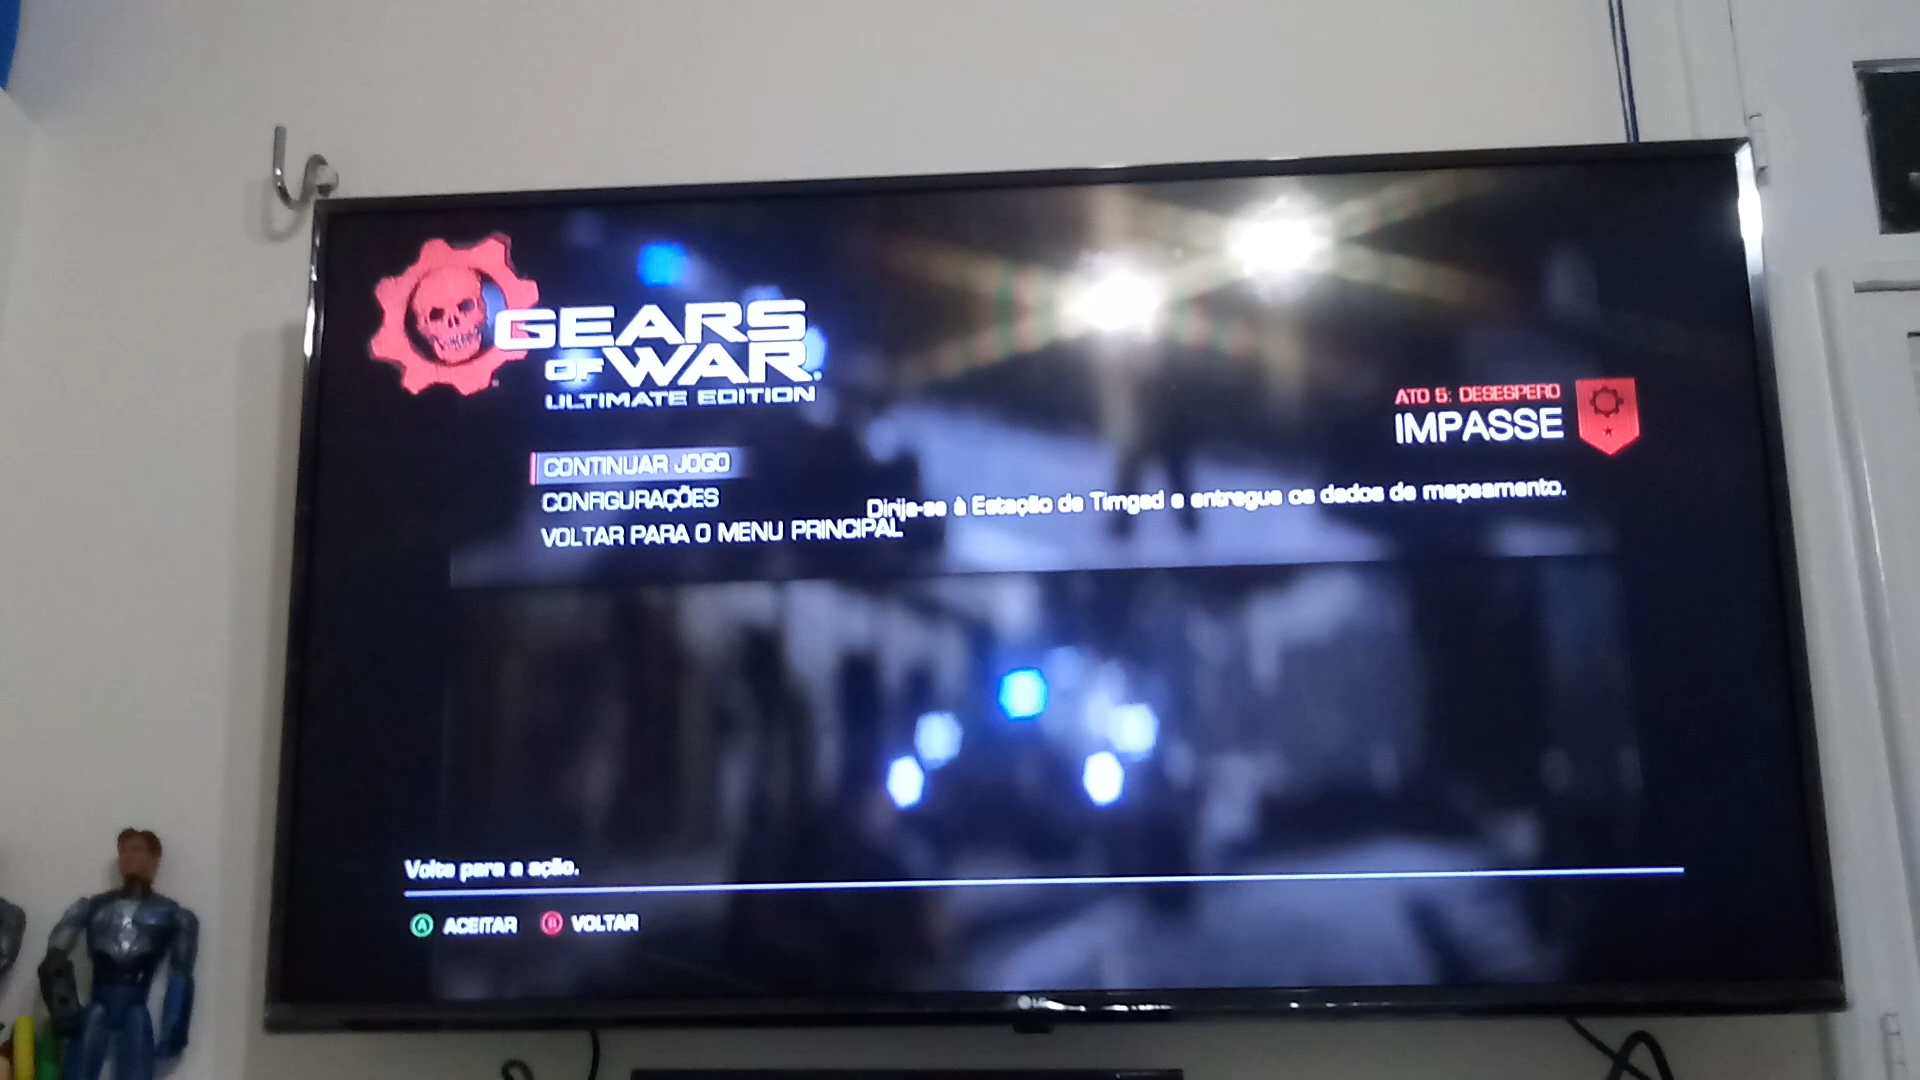 GEARS
OF WAR
ULTIMATE EDITION
ATO 5: DESESPERO
IMPASSE
CONTINUAR JOGO
CONFIGURAÇÕES
VOLTAR PARA O MENU PRINCIPAL
Dirija-se à Estação de Timgad e entregue os dados de mapeamento.
Volte para a ação.
A ACEITAR B VOLTAR
LG